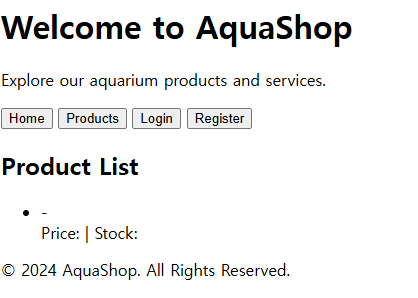 Welcome to AquaShop
Explore our aquarium products and services.
Home Products Login Register
Product List
-
Price: | Stock:
© 2024 AquaShop. All Rights Reserved.